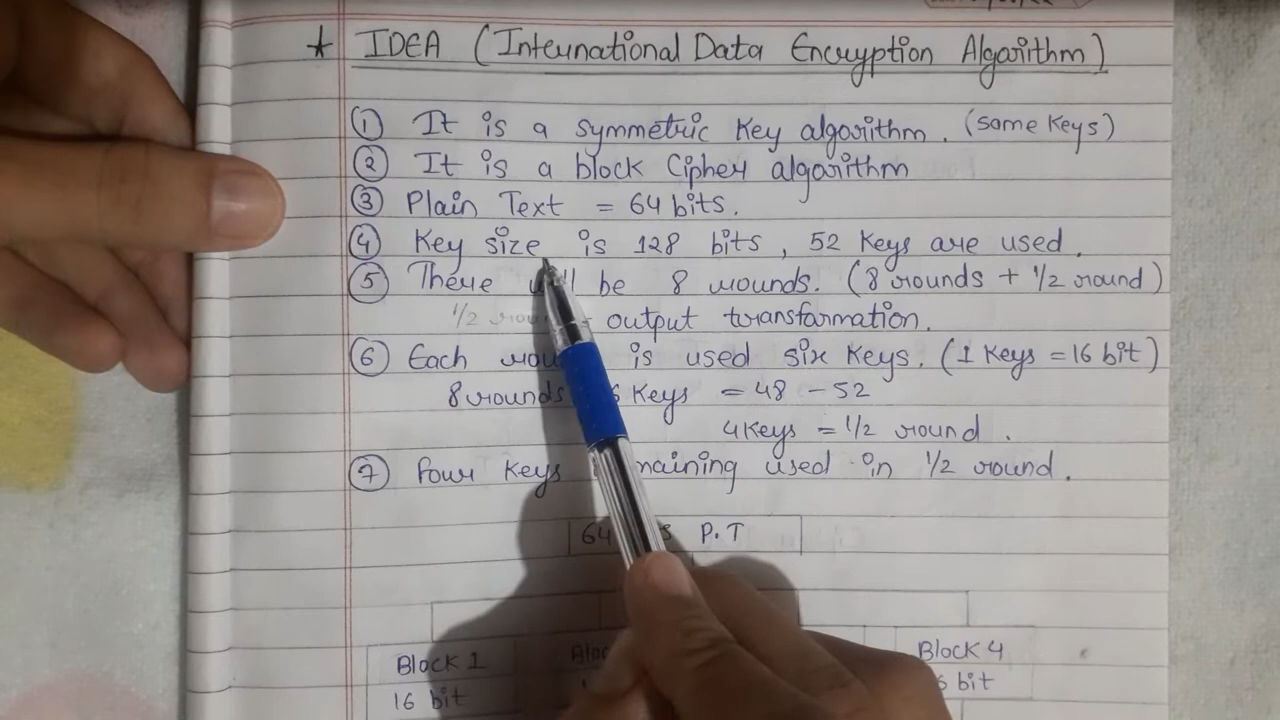 ★ IDEA (International Data Encryption Algorithm)
① It is a symmetric key algorithm. (same keys)
② It is a block Cipher algorithm
③ Plain Text = 64 bits.
④ Key size is 128 bits, 52 keys are used.
⑤ There be 8 rounds. (8 rounds + 1/2 round)
1/2 output transformation.
⑥ Each is used six keys. (1 keys = 16 bit)
8 rounds 6 keys = 48 - 52
4 keys = 1/2 round.
⑦ Four keys used in 1/2 round.
64 P.T
Block 1 Block 4
16 bit bit